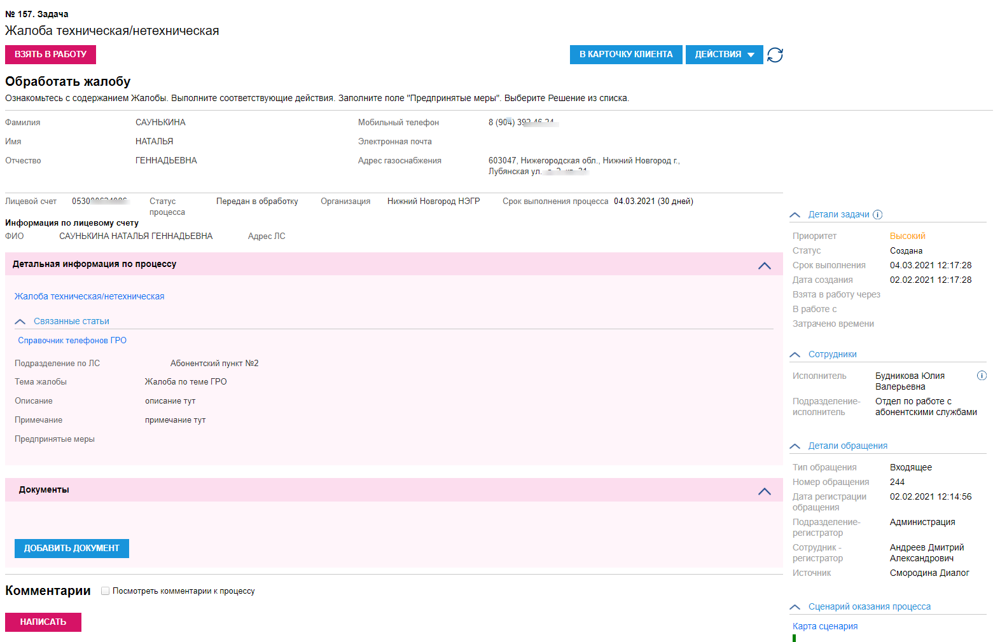 № 157. Задача
Жалоба техническая/нетехническая
ВЗЯТЬ В РАБОТУ
В КАРТОЧКУ КЛИЕНТА
ДЕЙСТВИЯ
Обработать жалобу
Ознакомьтесь с содержанием Жалобы. Выполните соответствующие действия. Заполните поле "Предпринятые меры". Выберите Решение из списка.
Фамилия САУНЬКИНА Мобильный телефон 8 (904)
Имя НАТАЛЬЯ Электронная почта
Отчество ГЕННАДЬЕВНА Адрес газоснабжения 603047, Нижегородская обл., Нижний Новгород г.,
Лубянская ул.
Лицевой счет Статус Передан в обработку Организация Нижний Новгород НЭГР Срок выполнения процесса 04.03.2021 (30 дней)
процесса
Информация по лицевому счету
ФИО САУНЬКИНА НАТАЛЬЯ ГЕННАДЬЕВНА Адрес ЛС
Детальная информация по процессу
Жалоба техническая/нетехническая
Связанные статьи
Справочник телефонов ГРО
Подразделение по ЛС Абонентский пункт №2
Тема жалобы Жалоба по теме ГРО
Описание описание тут
Примечание примечание тут
Предпринятые меры
Документы
ДОБАВИТЬ ДОКУМЕНТ
Комментарии Посмотреть комментарии к процессу
НАПИСАТЬ
Детали задачи
Приоритет Высокий
Статус Создана
Срок выполнения 04.03.2021 12:17:28
Дата создания 02.02.2021 12:17:28
Взята в работу через
В работе с
Затрачено времени
Сотрудники
Исполнитель Будникова Юлия
Валерьевна
Подразделение- Отдел по работе с
исполнитель абонентскими службами
Детали обращения
Тип обращения Входящее
Номер обращения 244
Дата регистрации 02.02.2021 12:14:56
обращения
Подразделение- Администрация
регистратор
Сотрудник - Андреев Дмитрий
регистратор Александрович
Источник Смородина Диалог
Сценарий оказания процесса
Карта сценария